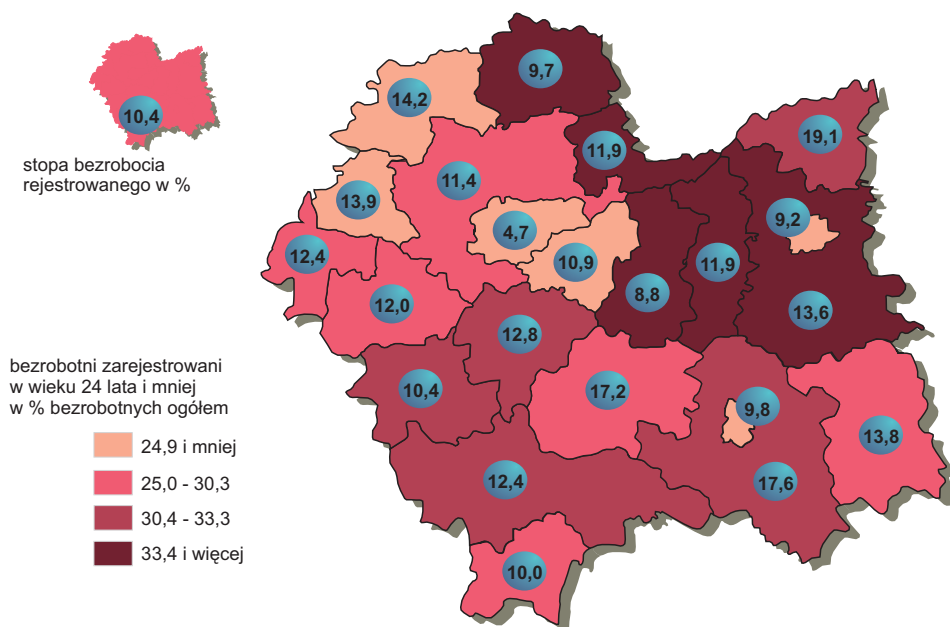 10,4
stopa bezrobocia
rejestrowanego w %
bezrobotni zarejestrowani
w wieku 24 lata i mniej
w % bezrobotnych ogółem
24,9 i mniej
25,0 - 30,3
30,4 - 33,3
33,4 i więcej
9,7
14,2
19,1
11,9
11,4
13,9
9,2
4,7
12,4
10,9
11,9
8,8
12,0
13,6
12,8
10,4
17,2
9,8
13,8
12,4
17,6
10,0